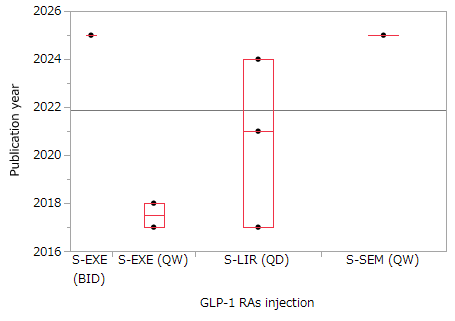 2026
2024
2022
2020
2018
2016
Publication year
S-EXE (BID)
S-EXE (QW)
S-LIR (QD)
S-SEM (QW)
GLP-1 RAs injection